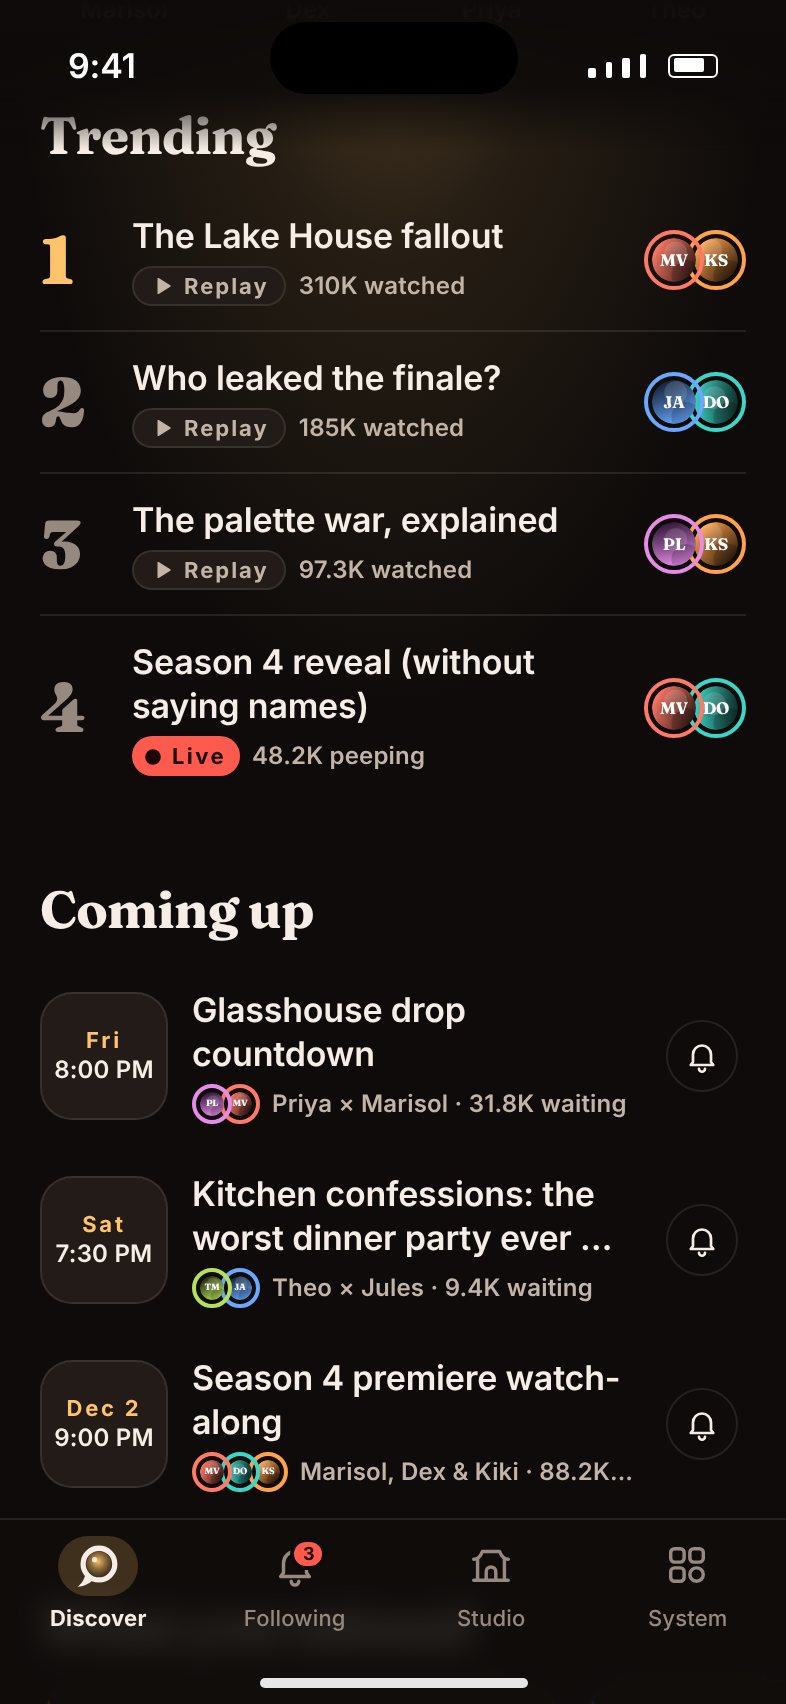 Marisol Dex Priya Theo
9:41
Trending
1
The Lake House fallout
MV KS
Replay 310K watched
2
Who leaked the finale?
JA DO
Replay 185K watched
3
The palette war, explained
PL KS
Replay 97.3K watched
4
Season 4 reveal (without
saying names)
MV DO
Live 48.2K peeping
Coming up
Fri
8:00 PM
Glasshouse drop
countdown
PL MV Priya × Marisol · 31.8K waiting
Sat
7:30 PM
Kitchen confessions: the
worst dinner party ever ...
TM JA Theo × Jules · 9.4K waiting
Dec 2
9:00 PM
Season 4 premiere watch-
along
MV DO KS Marisol, Dex & Kiki · 88.2K...
3
Discover Following Studio System